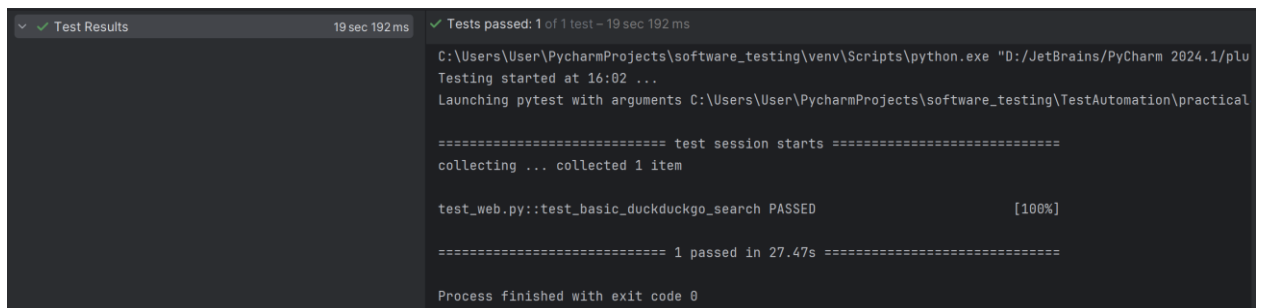 Test Results 19 sec 192 ms
Tests passed: 1 of 1 test – 19 sec 192 ms
C:\Users\User\PycharmProjects\software_testing\venv\Scripts\python.exe "D:/JetBrains/PyCharm 2024.1/plu
Testing started at 16:02 ...
Launching pytest with arguments C:\Users\User\PycharmProjects\software_testing\TestAutomation\practical
============================= test session starts =============================
collecting ... collected 1 item
test_web.py::test_basic_duckduckgo_search PASSED [100%]
============================= 1 passed in 27.47s ==============================
Process finished with exit code 0